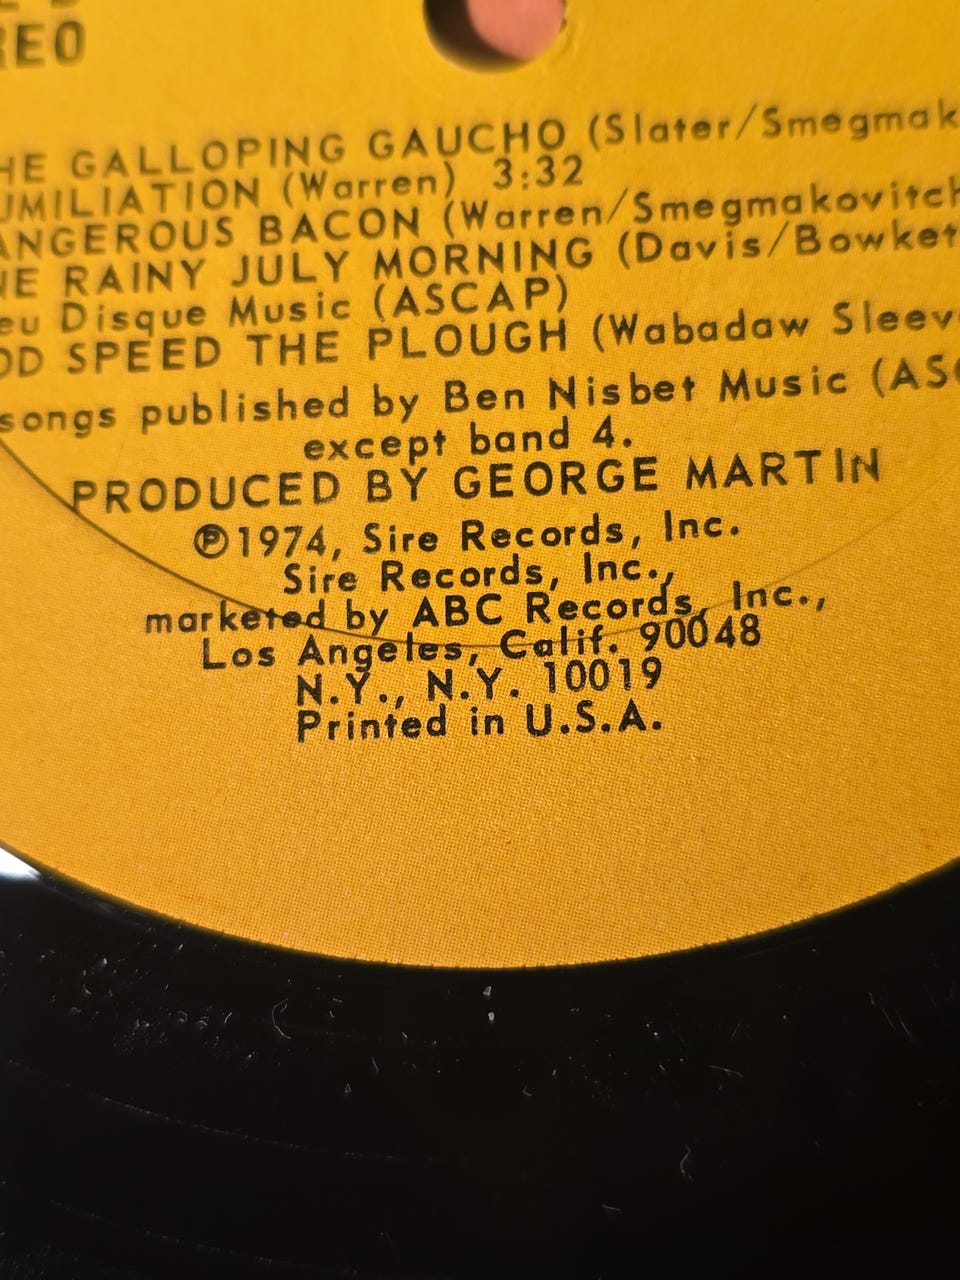 REO
HE GALLOPING GAUCHO (Slater/Smegmak
UMILIATION (Warren) 3:32
ANGEROUS BACON (Warren/Smegmakovitch
NE RAINY JULY MORNING (Davis/Bowket
eu Disque Music (ASCAP)
OD SPEED THE PLOUGH (Wabadaw Sleev
songs published by Ben Nisbet Music (ASC
except band 4.
PRODUCED BY GEORGE MARTIN
℗1974, Sire Records, Inc.
Sire Records, Inc.,
marketed by ABC Records, Inc.,
Los Angeles, Calif. 90048
N.Y., N.Y. 10019
Printed in U.S.A.